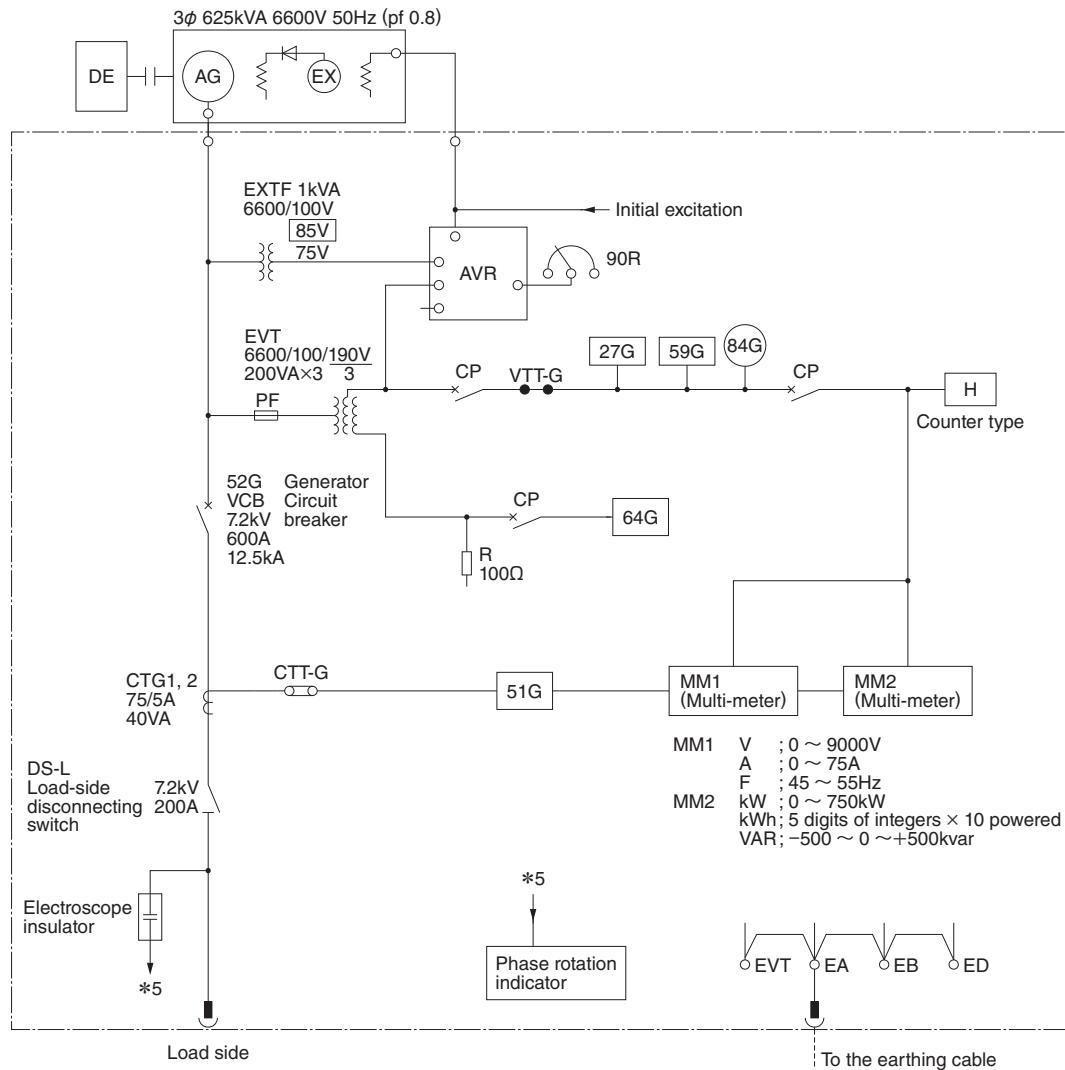 3ϕ 625kVA 6600V 50Hz (pf 0.8)
DE
AG
EX
EXTF 1kVA
6600/100V
85V
75V
Initial excitation
AVR
90R
EVT
6600/100/190V
200VA×3 3
PF
CP
VTT-G
27G
59G
84G
CP
H
Counter type
52G Generator
VCB Circuit
7.2kV breaker
600A
12.5kA
CP
64G
R
100Ω
CTG1, 2
75/5A
40VA
CTT-G
51G
MM1
(Multi-meter)
MM2
(Multi-meter)
MM1 V ; 0 ~ 9000V
A ; 0 ~ 75A
F ; 45 ~ 55Hz
MM2 kW ; 0 ~ 750kW
kWh ; 5 digits of integers × 10 powered
VAR ; −500 ~ 0 ~+500kvar
DS-L
Load-side
disconnecting
switch
7.2kV
200A
Electroscope
insulator
*5
*5
Phase rotation
indicator
EVT
EA
EB
ED
Load side
To the earthing cable